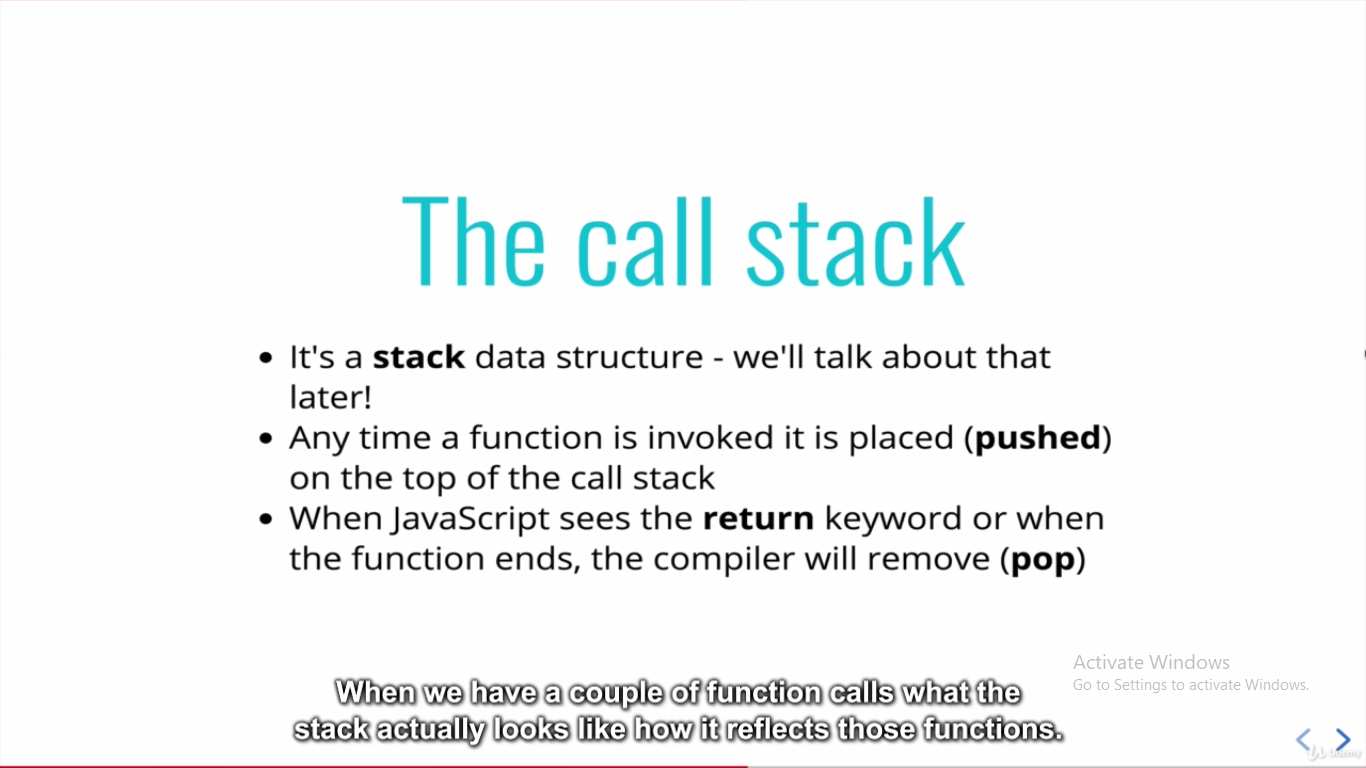 The call stack
• It's a stack data structure - we'll talk about that
later!
• Any time a function is invoked it is placed (pushed)
on the top of the call stack
• When JavaScript sees the return keyword or when
the function ends, the compiler will remove (pop)
Activate Windows
Go to Settings to activate Windows.
When we have a couple of function calls what the
stack actually looks like how it reflects those functions.
Udemy